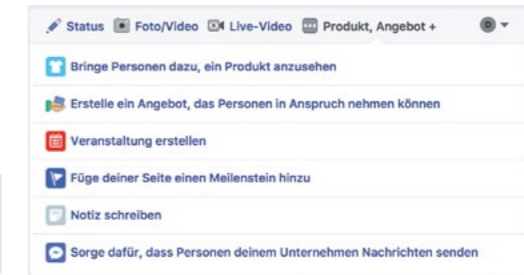 Status Foto/Video Live-Video Produkt, Angebot +
Bringe Personen dazu, ein Produkt anzusehen
Erstelle ein Angebot, das Personen in Anspruch nehmen können
Veranstaltung erstellen
Füge deiner Seite einen Meilenstein hinzu
Notiz schreiben
Sorge dafür, dass Personen deinem Unternehmen Nachrichten senden